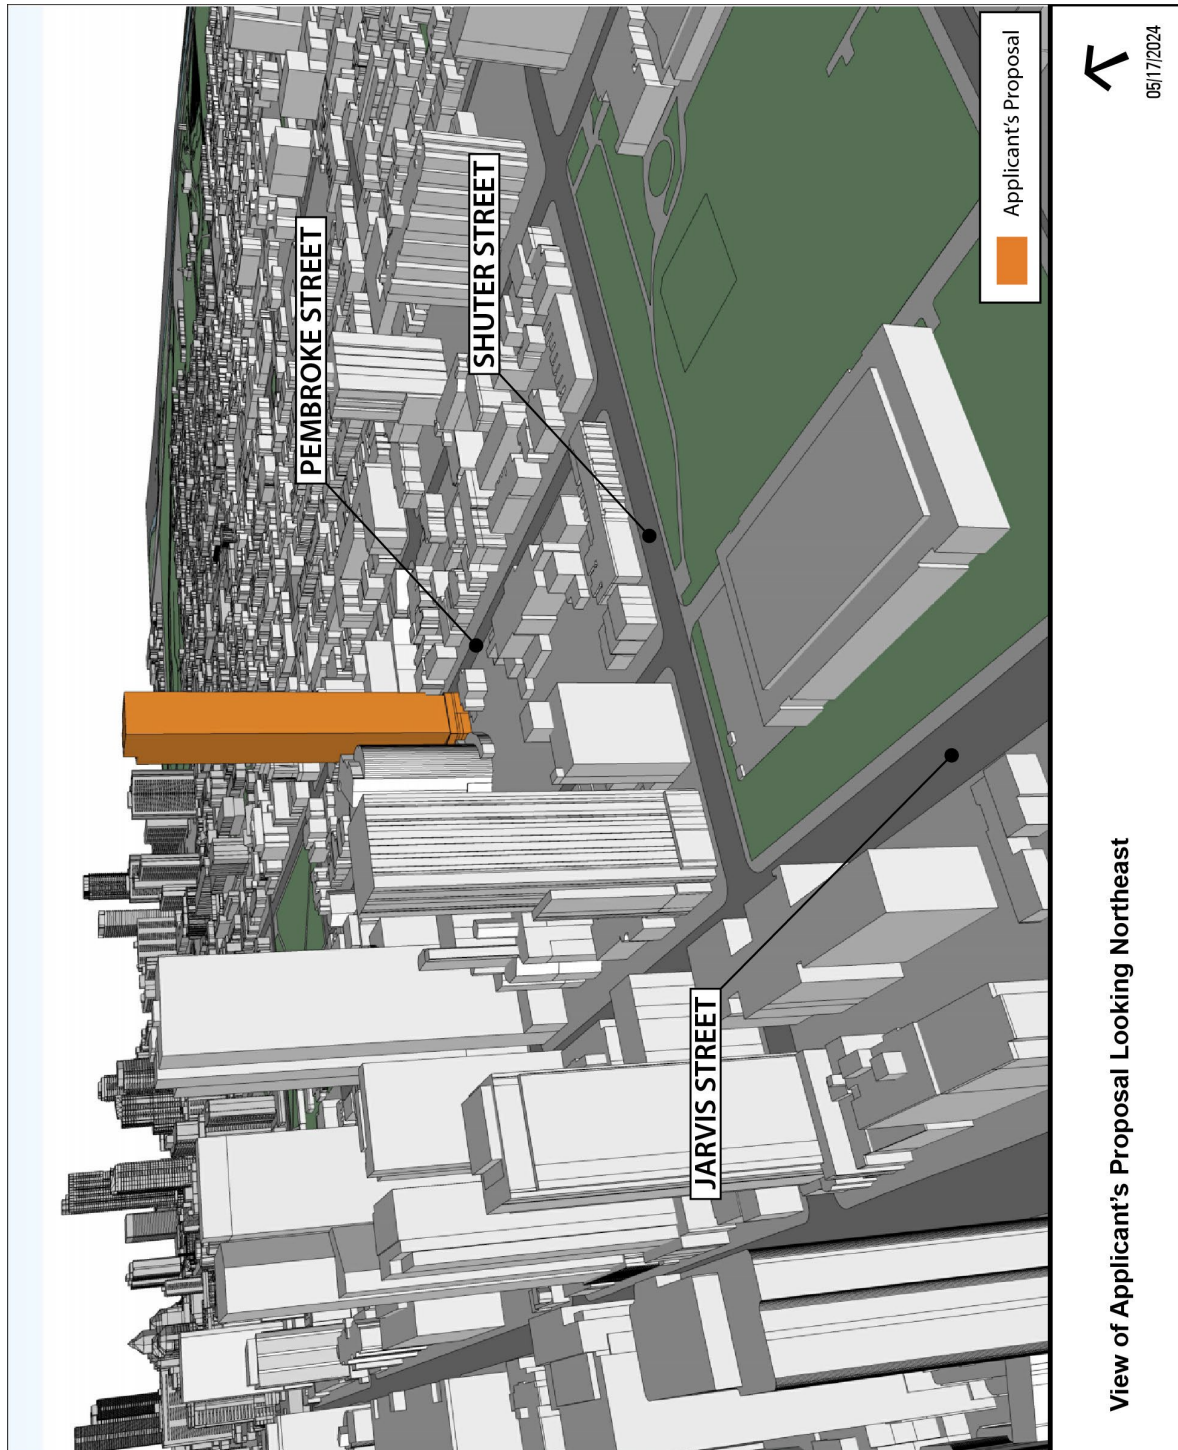 PEMBROKE STREET
SHUTER STREET
JARVIS STREET
Applicant's Proposal
View of Applicant's Proposal Looking Northeast
05/17/2024